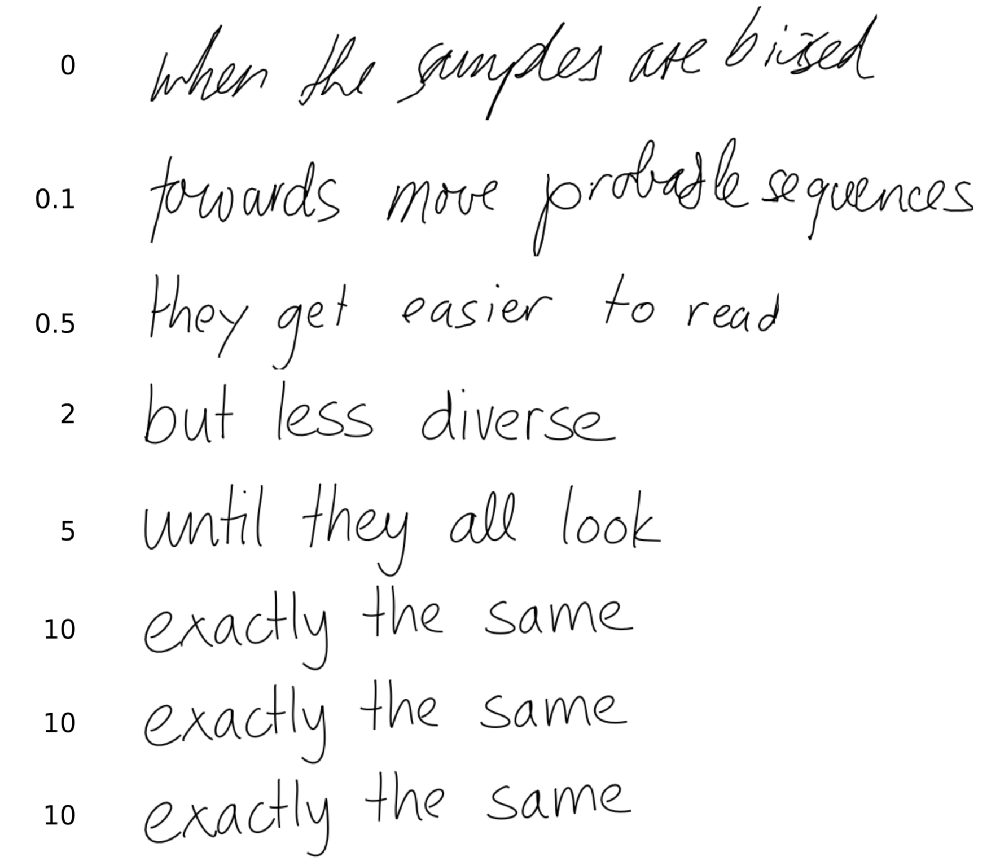 0 when the samples are biased
0.1 towards more probable sequences
0.5 they get easier to read
2 but less diverse
5 until they all look
10 exactly the same
10 exactly the same
10 exactly the same